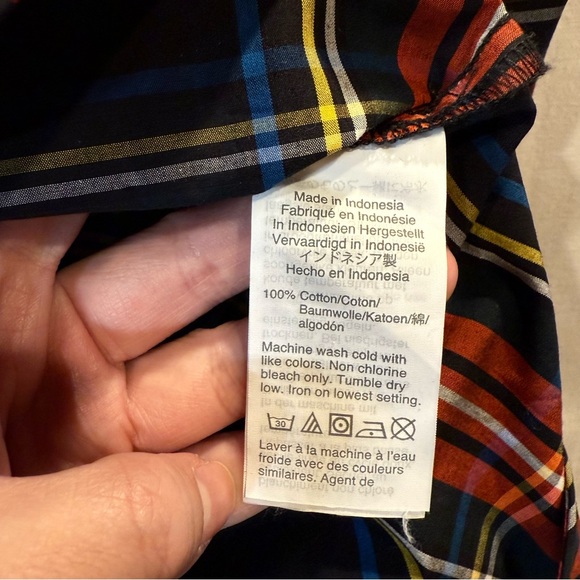 Made in Indonesia
Fabriqué en Indonésie
In Indonesien Hergestellt
Vervaardigd in Indonesië
インドネシア製
Hecho en Indonesia
100% Cotton/Coton/
Baumwolle/Katoen/綿/
algodón
Machine wash cold with
like colors. Non chlorine
bleach only. Tumble dry
low. Iron on lowest setting.
30
Laver à la machine à l'eau
froide avec des couleurs
similaires. Agent de